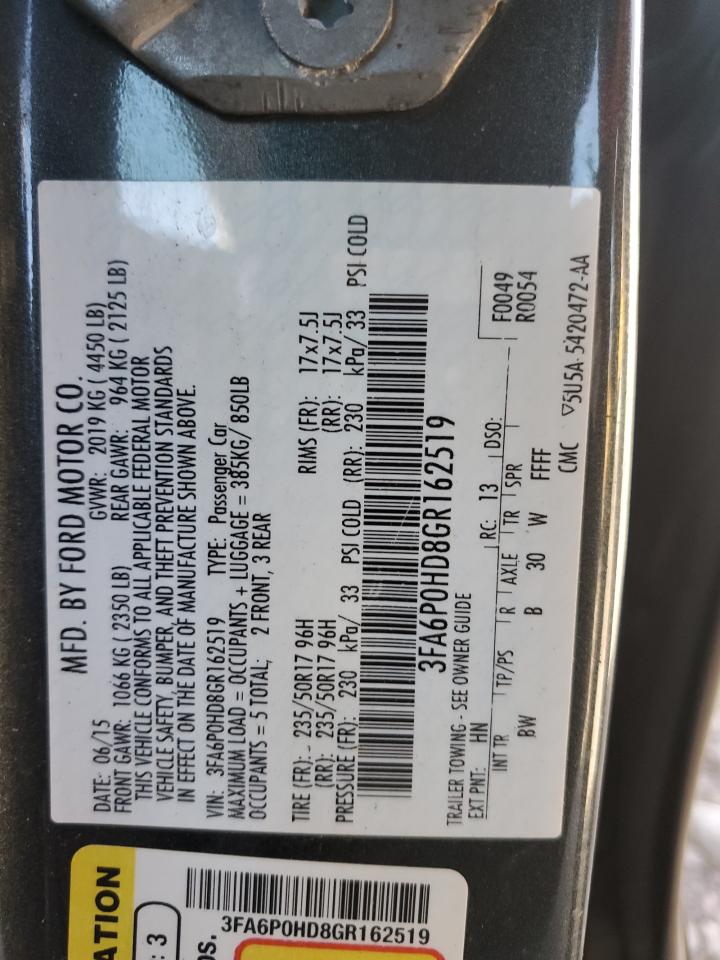 MFD. BY FORD MOTOR CO.
DATE: 06/15 GVWR: 2019 KG ( 4450 LB)
FRONT GAWR: 1066 KG ( 2350 LB) REAR GAWR: 964 KG ( 2125 LB)
THIS VEHICLE CONFORMS TO ALL APPLICABLE FEDERAL MOTOR
VEHICLE SAFETY, BUMPER, AND THEFT PREVENTION STANDARDS
IN EFFECT ON THE DATE OF MANUFACTURE SHOWN ABOVE.
VIN: 3FA6P0HD8GR162519 TYPE: Passenger Car
MAXIMUM LOAD = OCCUPANTS + LUGGAGE = 385KG/ 850LB
OCCUPANTS = 5 TOTAL; 2 FRONT, 3 REAR
TIRE (FR):- 235/50R17 96H RIMS (FR): 17x7.5J
(RR): 235/50R17 96H (RR): 17x7.5J
PRESSURE (FR): 230 kPa/ 33 PSI COLD (RR): 230 kPa/ 33 PSI COLD
3FA6P0HD8GR162519
TRAILER TOWING - SEE OWNER GUIDE
EXT PNT: HN RC: 13 DSO: F0049
R0054
INT TR TP/PS R AXLE TR SPR
BW B 30 W FFFF
CMC ▽5U5A-5420472-AA
ATION
: 3
os.
3FA6P0HD8GR162519